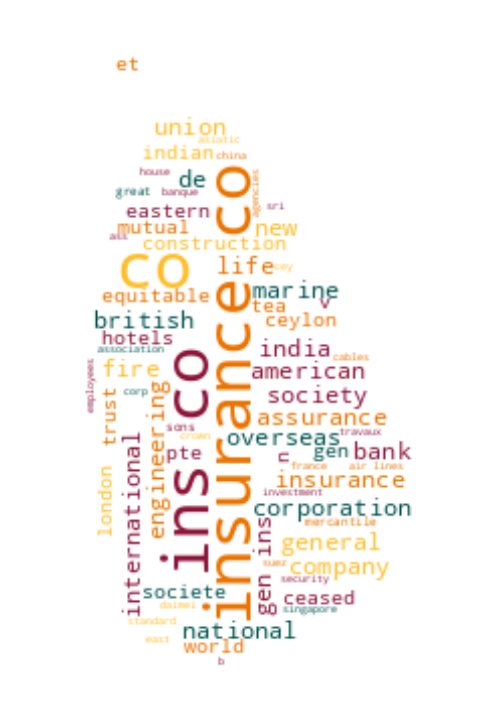 et
union
asiatic
indian
china
house
de
great
banque
insurance co
agencies
eastern
sri
mutual
new
ass
construction
co
life
cey
equitable
marine
tea
v
british
ceylon
hotels
association
ins co
india
cables
fire
american
employees
corp
trust
engineering
society
assurance
sons
crown
overseas
travaux
international
pte
n
gen
bank
france
air lines
london
insurance
investment
corporation
mercantile
gen ins
general
suez
company
security
societe
ceased
daimei
singapore
standard
national
east
world
b